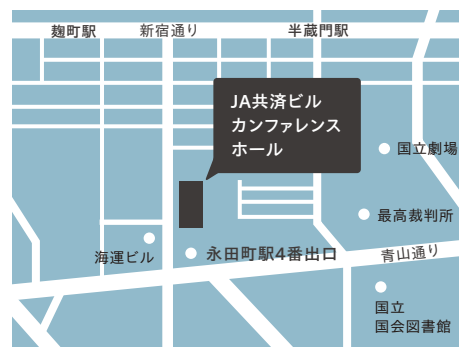 麹町駅
新宿通り
半蔵門駅
JA共済ビル
カンファレンス
ホール
国立劇場
最高裁判所
海運ビル
永田町駅4番出口
青山通り
国立
国会図書館